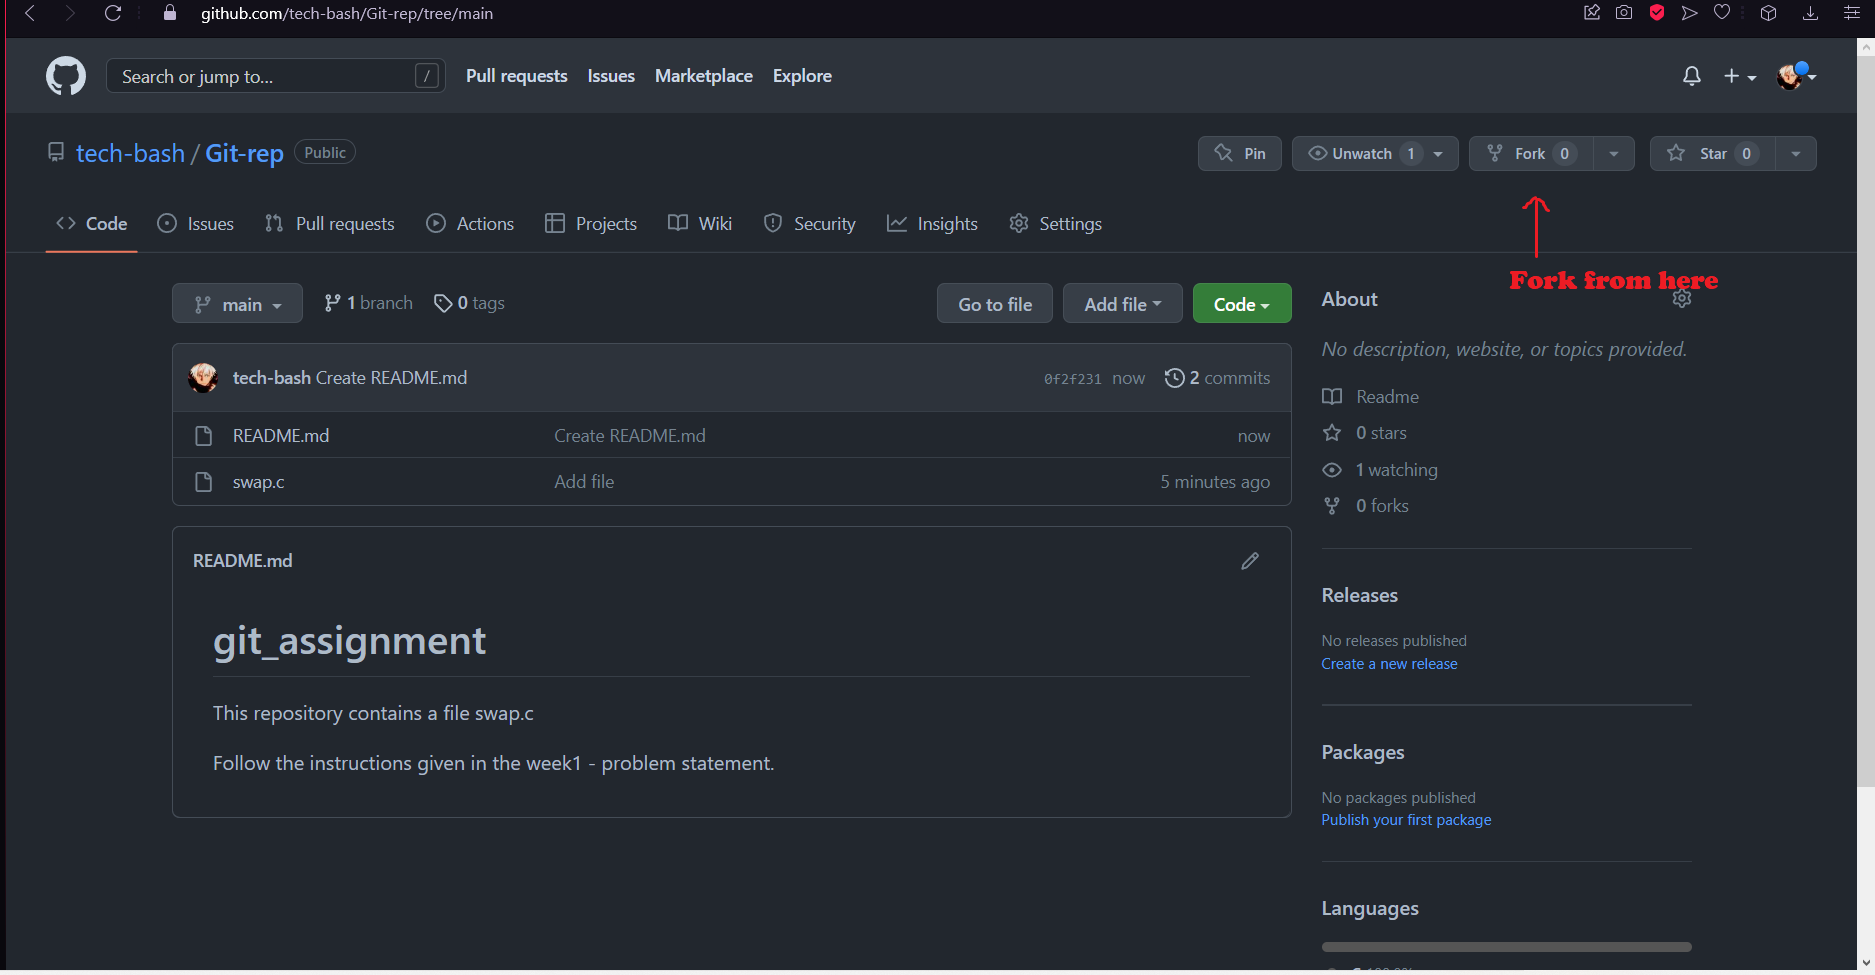 github.com/tech-bash/Git-rep/tree/main
Search or jump to... / Pull requests Issues Marketplace Explore
tech-bash / Git-rep Public
Pin Unwatch 1 Fork 0 Star 0
Code Issues Pull requests Actions Projects Wiki Security Insights Settings
Fork from here
main 1 branch 0 tags Go to file Add file Code
tech-bash Create README.md 0f2f231 now 2 commits
README.md Create README.md now
swap.c Add file 5 minutes ago
README.md
git_assignment
This repository contains a file swap.c
Follow the instructions given in the week1 - problem statement.
About
No description, website, or topics provided.
Readme
0 stars
1 watching
0 forks
Releases
No releases published
Create a new release
Packages
No packages published
Publish your first package
Languages